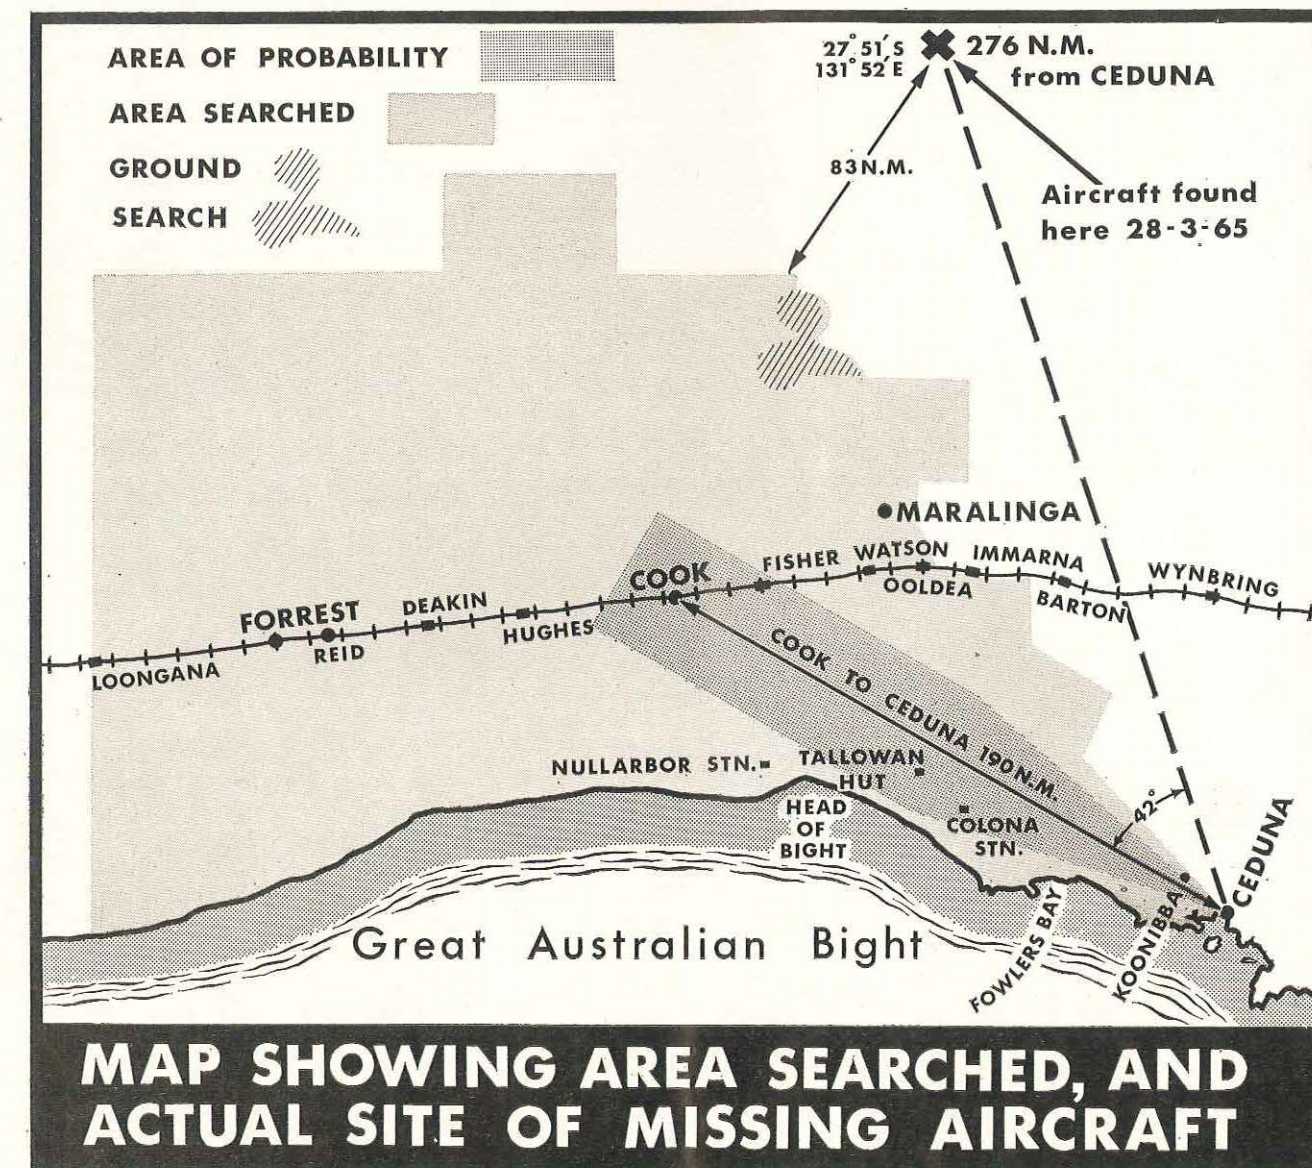 AREA OF PROBABILITY
AREA SEARCHED
GROUND
SEARCH
27°51'S
131°52'E
276 N.M.
from CEDUNA
83 N.M.
Aircraft found
here 28-3-65
MARALINGA
COOK
FISHER
WATSON
OOLDEA
IMMARNA
BARTON
WYNBRING
FORREST
REID
DEAKIN
HUGHES
LOONGANA
COOK TO CEDUNA 190 N.M.
42°
NULLARBOR STN.
TALLOWAN
HUT
HEAD
OF
BIGHT
COLONA
STN.
CEDUNA
KOONIBBA
FOWLERS BAY
Great Australian Bight
MAP SHOWING AREA SEARCHED, AND
ACTUAL SITE OF MISSING AIRCRAFT